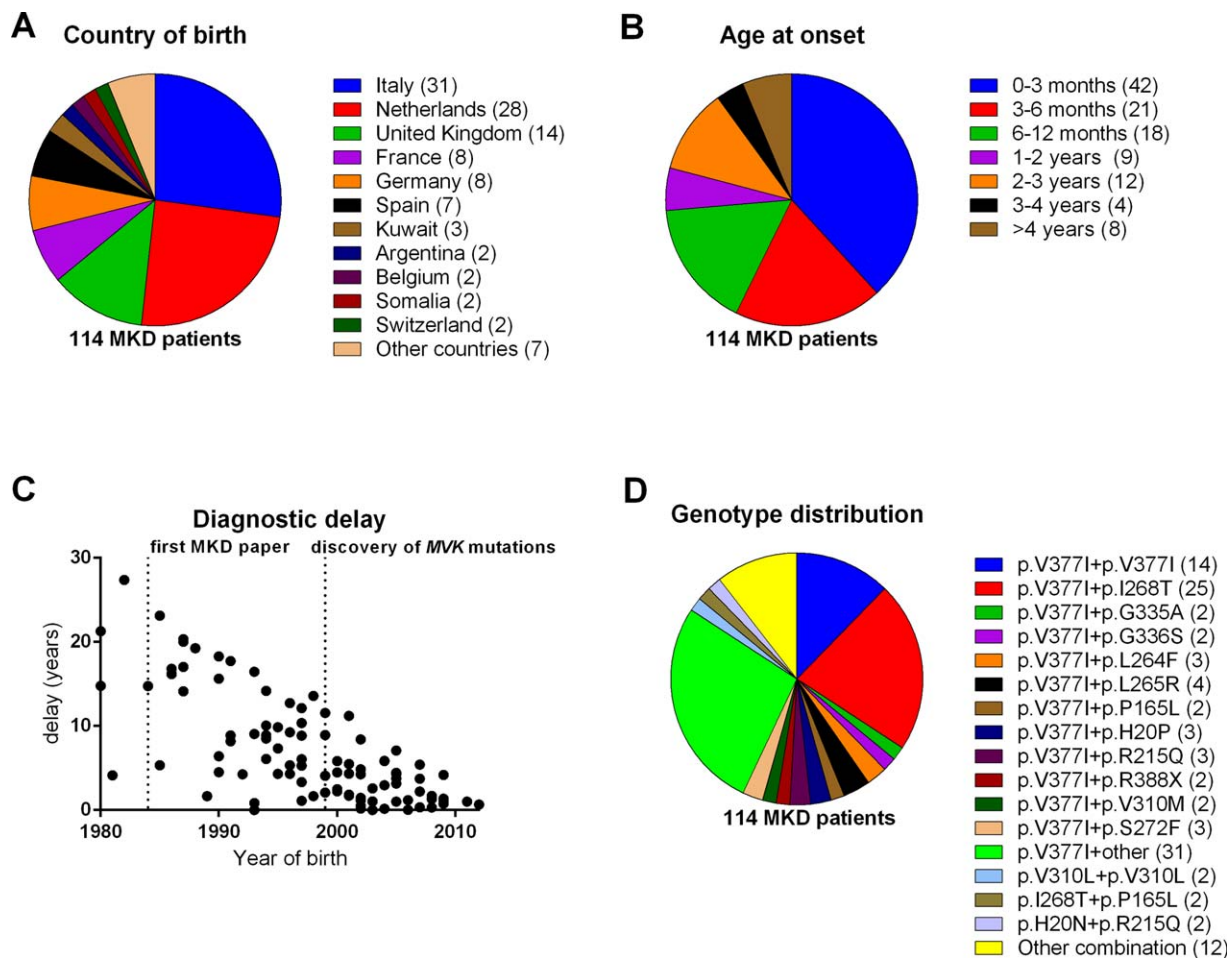 A
Country of birth
Italy (31)
Netherlands (28)
United Kingdom (14)
France (8)
Germany (8)
Spain (7)
Kuwait (3)
Argentina (2)
Belgium (2)
Somalia (2)
Switzerland (2)
Other countries (7)
114 MKD patients
B
Age at onset
0-3 months (42)
3-6 months (21)
6-12 months (18)
1-2 years (9)
2-3 years (12)
3-4 years (4)
>4 years (8)
114 MKD patients
C
Diagnostic delay
first MKD paper
discovery of MVK mutations
30
20
10
0
delay (years)
1980
1990
2000
2010
Year of birth
D
Genotype distribution
p.V377I+p.V377I (14)
p.V377I+p.I268T (25)
p.V377I+p.G335A (2)
p.V377I+p.G336S (2)
p.V377I+p.L264F (3)
p.V377I+p.L265R (4)
p.V377I+p.P165L (2)
p.V377I+p.H20P (3)
p.V377I+p.R215Q (3)
p.V377I+p.R388X (2)
p.V377I+p.V310M (2)
p.V377I+p.S272F (3)
p.V377I+other (31)
p.V310L+p.V310L (2)
p.I268T+p.P165L (2)
p.H20N+p.R215Q (2)
Other combination (12)
114 MKD patients